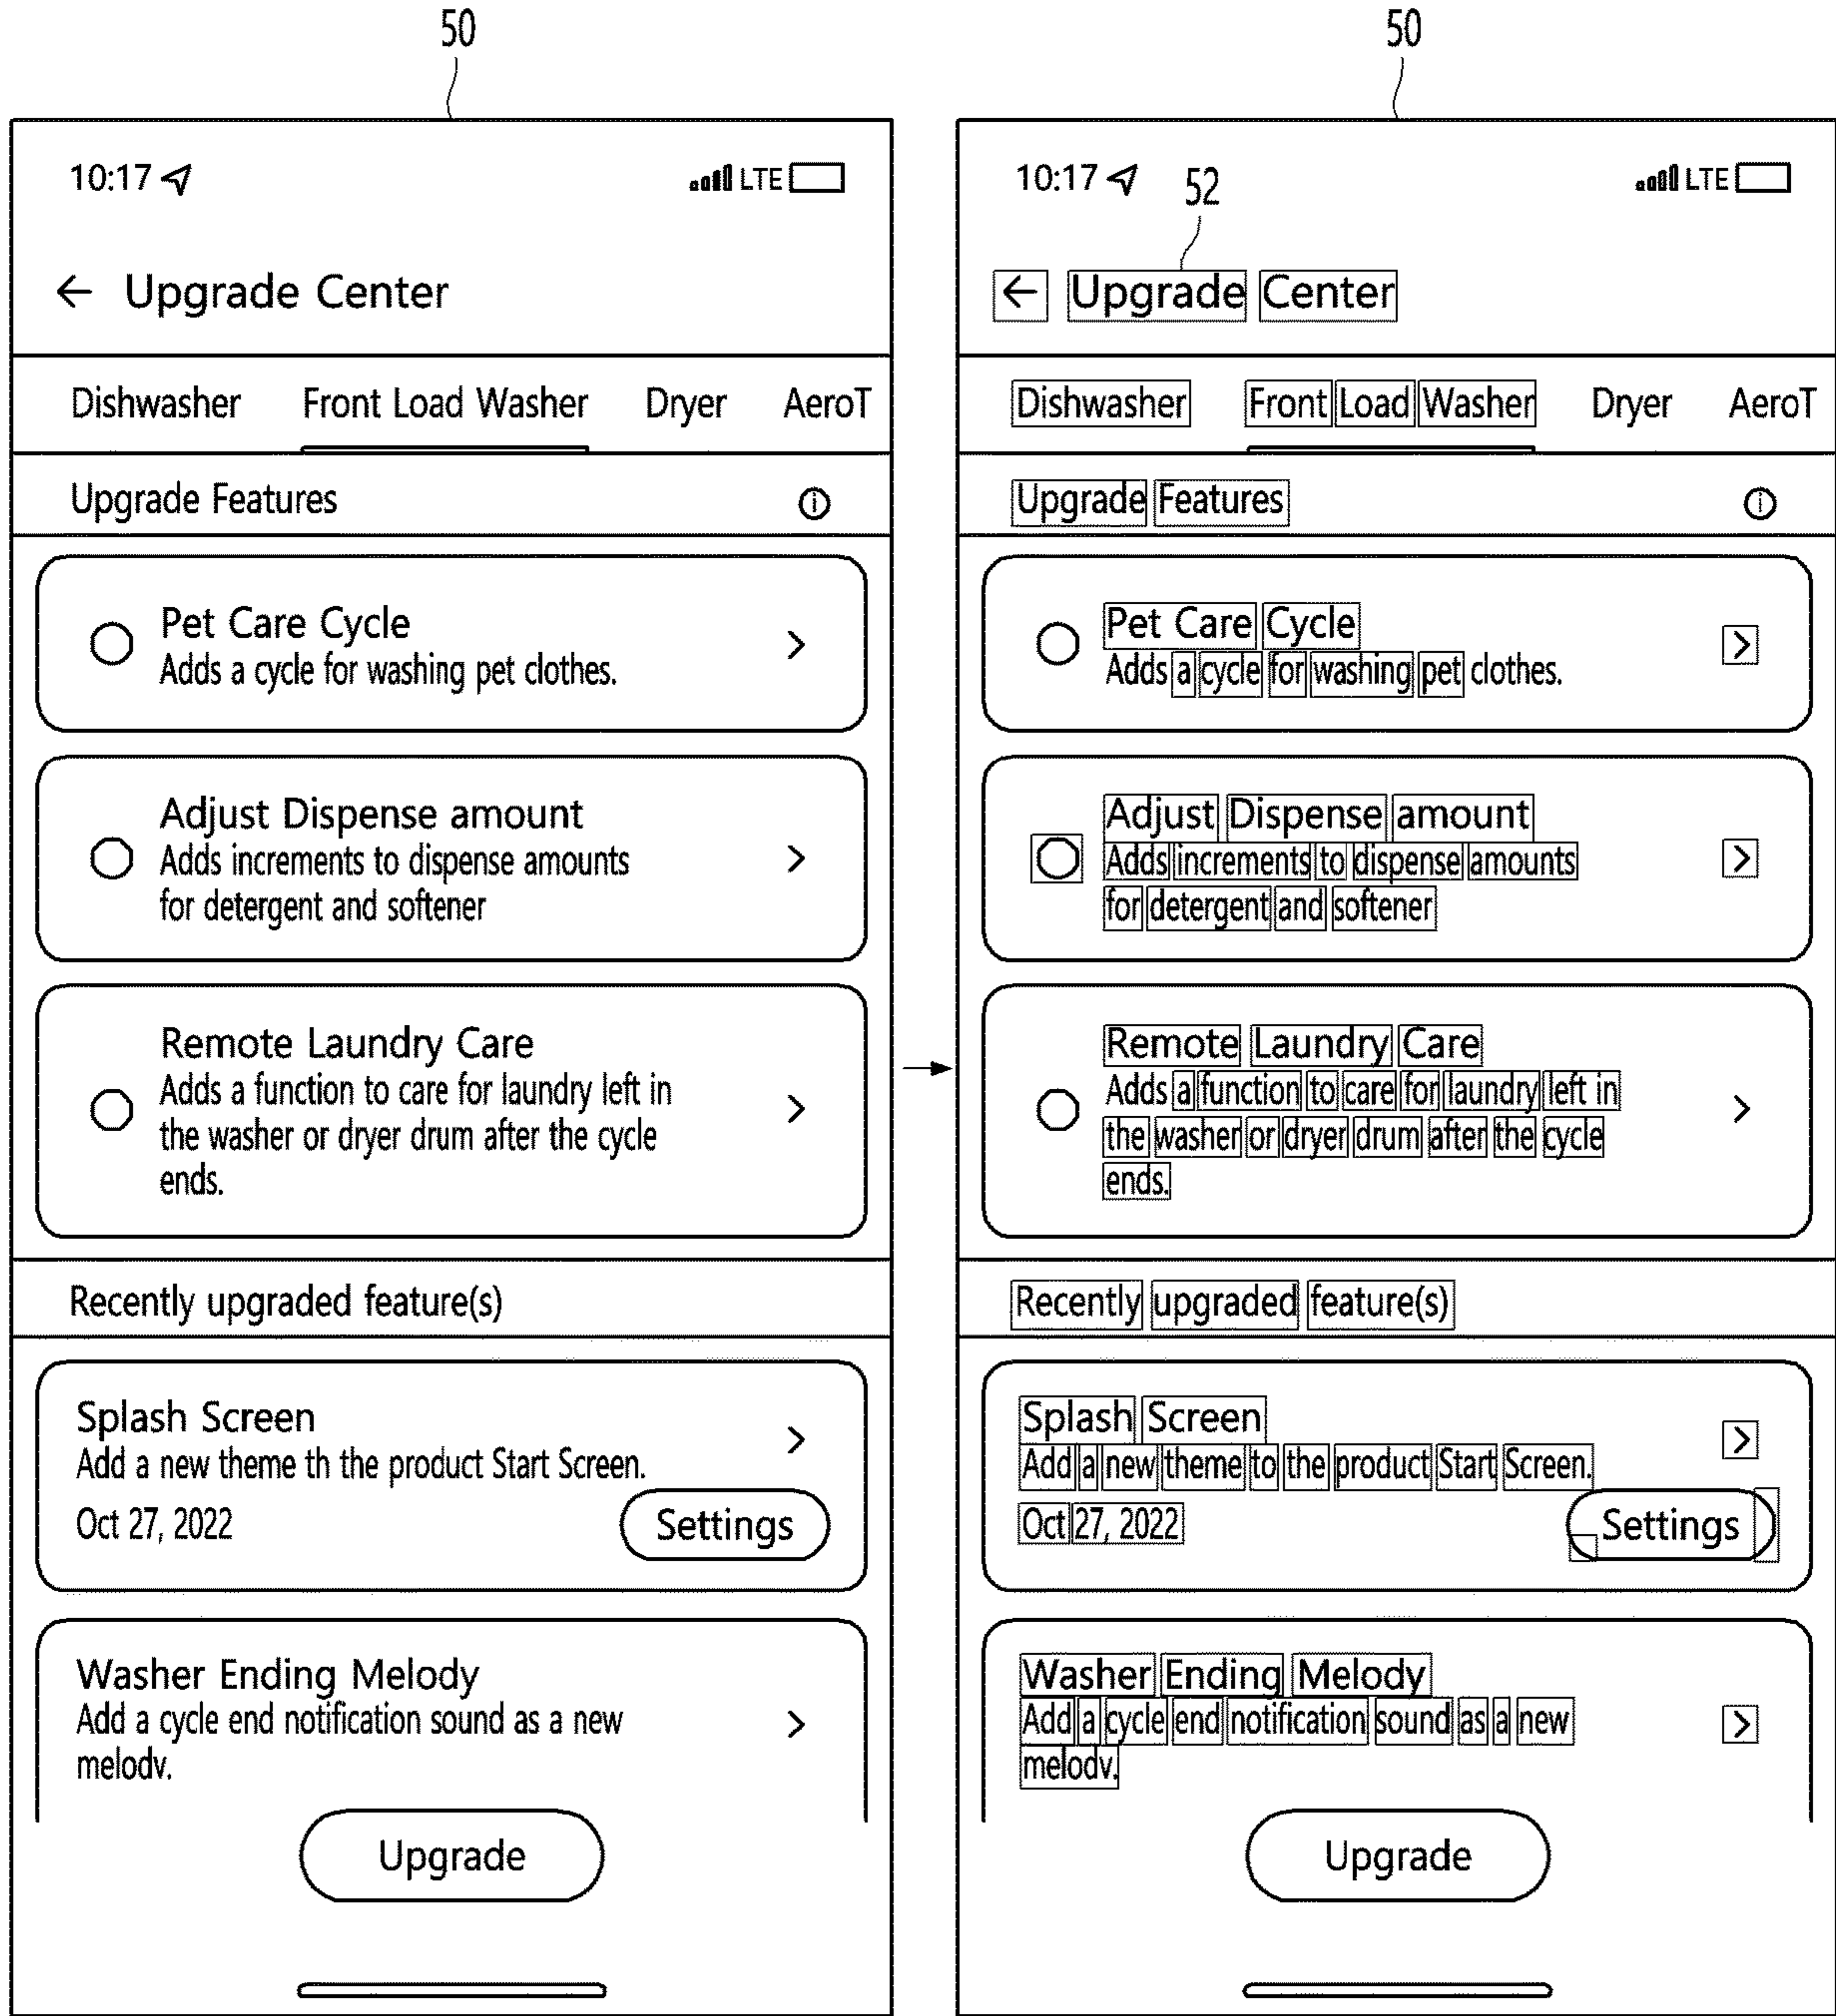 50
10:17 LTE
← Upgrade Center
Dishwasher Front Load Washer Dryer AeroT
Upgrade Features
Pet Care Cycle
Adds a cycle for washing pet clothes.
Adjust Dispense amount
Adds increments to dispense amounts
for detergent and softener
Remote Laundry Care
Adds a function to care for laundry left in
the washer or dryer drum after the cycle
ends.
Recently upgraded feature(s)
Splash Screen
Add a new theme th the product Start Screen.
Oct 27, 2022 Settings
Washer Ending Melody
Add a cycle end notification sound as a new
melodv.
Upgrade
50
10:17 LTE
52
← Upgrade Center
Dishwasher Front Load Washer Dryer AeroT
Upgrade Features
Pet Care Cycle
Adds a cycle for washing pet clothes.
Adjust Dispense amount
Adds increments to dispense amounts
for detergent and softener
Remote Laundry Care
Adds a function to care for laundry left in
the washer or dryer drum after the cycle
ends.
Recently upgraded feature(s)
Splash Screen
Add a new theme to the product Start Screen.
Oct 27, 2022 Settings
Washer Ending Melody
Add a cycle end notification sound as a new
melodv.
Upgrade